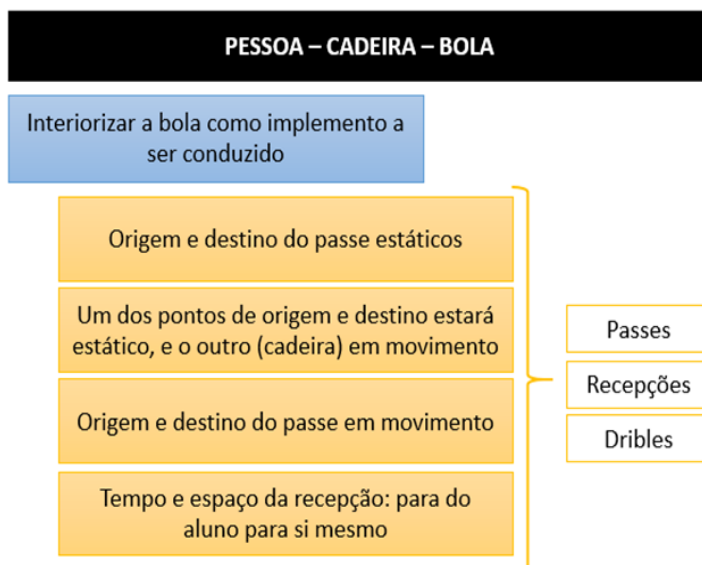 PESSOA – CADEIRA – BOLA
Interiorizar a bola como implemento a
ser conduzido
Origem e destino do passe estáticos
Um dos pontos de origem e destino estará
estático, e o outro (cadeira) em movimento
Origem e destino do passe em movimento
Tempo e espaço da recepção: para do
aluno para si mesmo
Passes
Recepções
Dribles